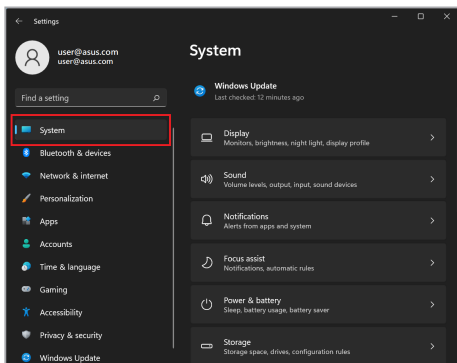 Settings
user@asus.com
user@asus.com
Find a setting
System
Bluetooth & devices
Network & internet
Personalization
Apps
Accounts
Time & language
Gaming
Accessibility
Privacy & security
Windows Update
System
Windows Update
Last checked: 12 minutes ago
Display
Monitors, brightness, night light, display profile
Sound
Volume levels, output, input, sound devices
Notifications
Alerts from apps and system
Focus assist
Notifications, automatic rules
Power & battery
Sleep, battery usage, battery saver
Storage
Storage space, drives, configuration rules